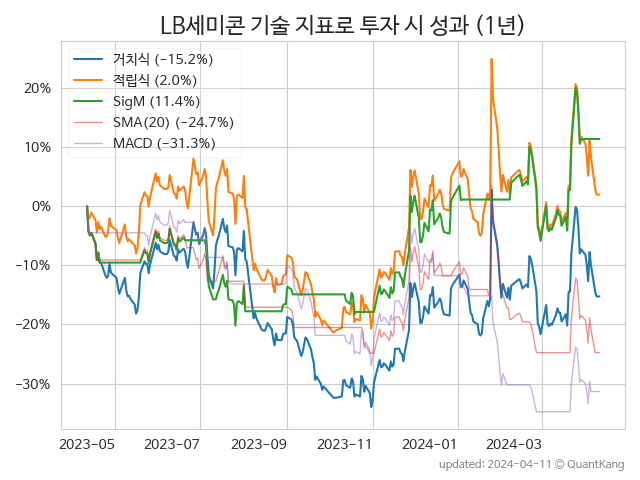 LB세미콘 기술 지표로 투자 시 성과 (1년)
거치식 (−15.2%)
적립식 (2.0%)
SigM (11.4%)
SMA(20) (−24.7%)
MACD (−31.3%)
20%
10%
0%
−10%
−20%
−30%
2023-05 2023-07 2023-09 2023-11 2024-01 2024-03
updated: 2024-04-11 © QuantKang